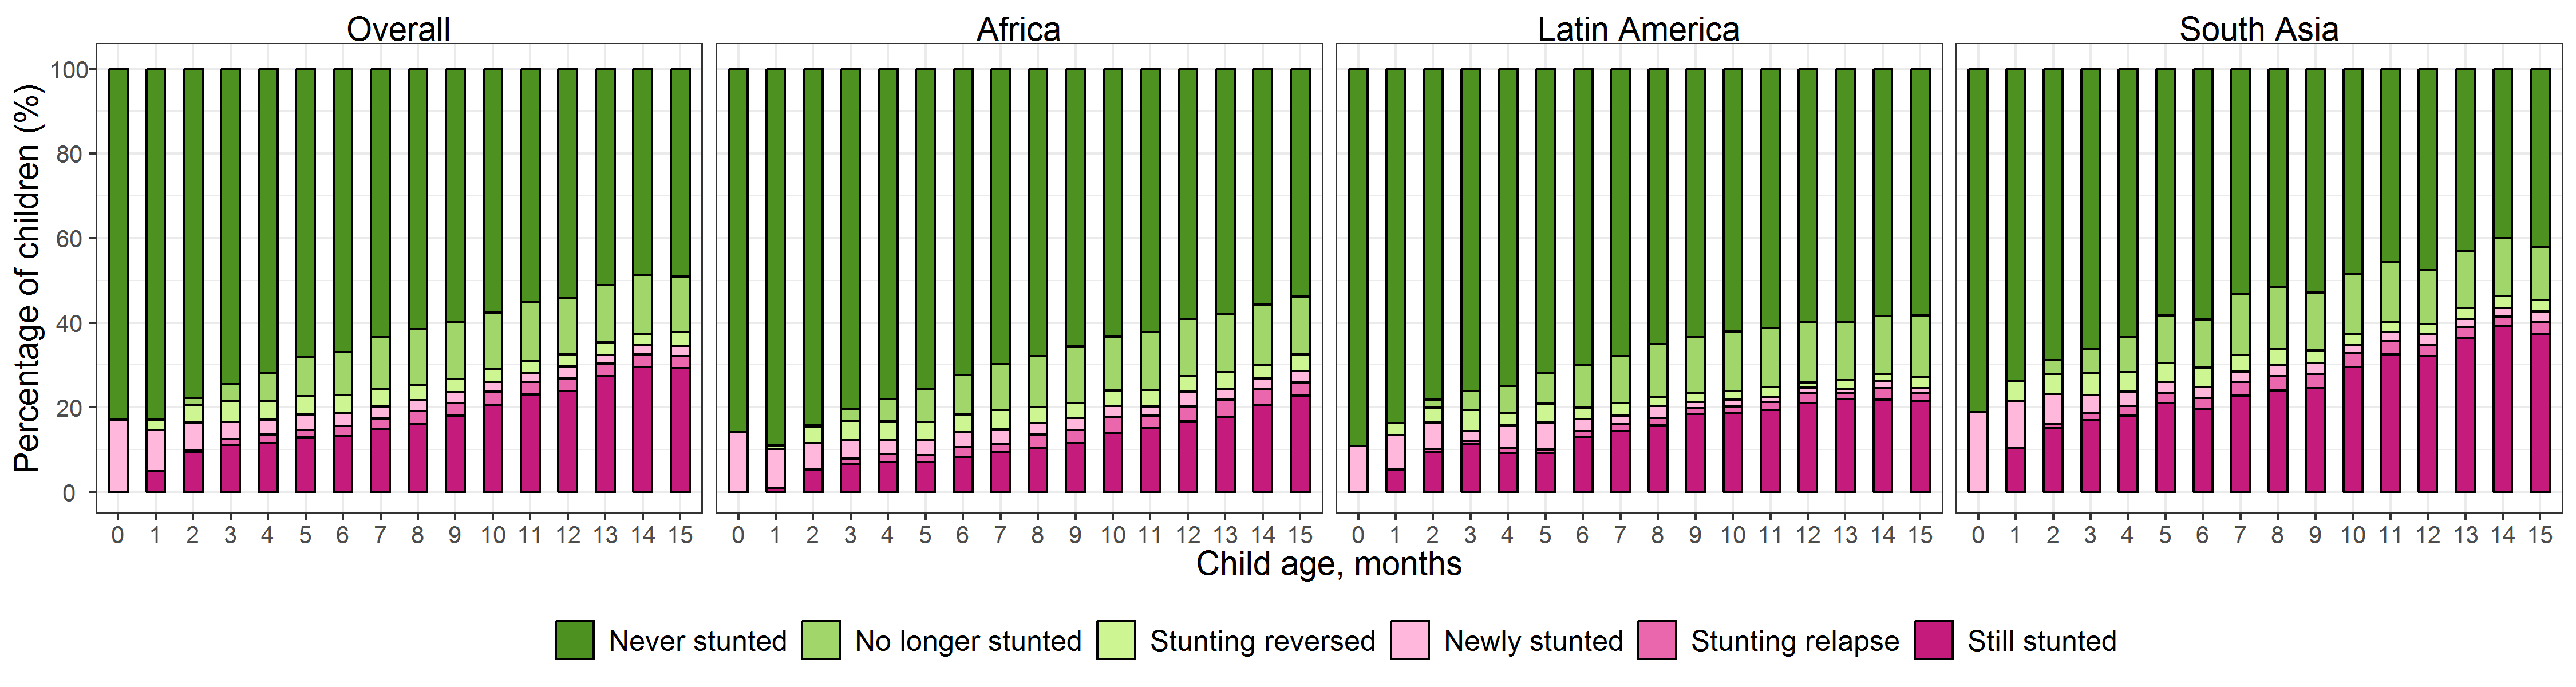 Overall Africa Latin America South Asia
Percentage of children (%)
100
80
60
40
20
0
0 1 2 3 4 5 6 7 8 9 10 11 12 13 14 15 0 1 2 3 4 5 6 7 8 9 10 11 12 13 14 15 0 1 2 3 4 5 6 7 8 9 10 11 12 13 14 15 0 1 2 3 4 5 6 7 8 9 10 11 12 13 14 15
Child age, months
Never stunted No longer stunted Stunting reversed Newly stunted Stunting relapse Still stunted